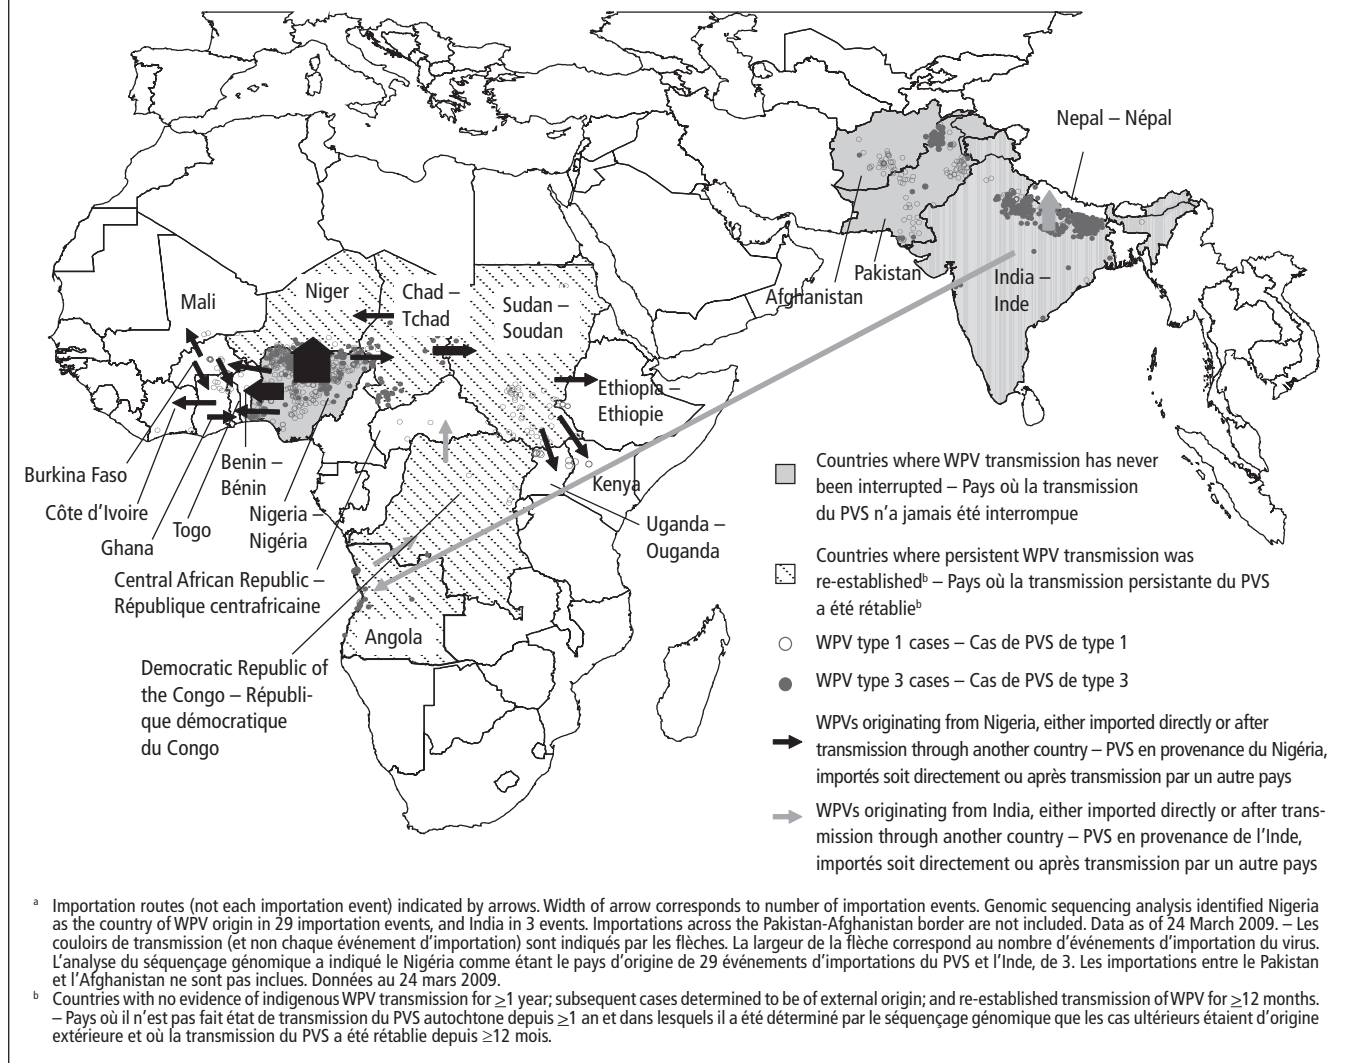 Nepal – Népal
Pakistan
Afghanistan
India –
Inde
Mali
Niger
Chad –
Tchad
Sudan –
Soudan
Ethiopia –
Ethiopie
Burkina Faso
Benin –
Bénin
Kenya
Côte d’Ivoire
Togo
Nigeria –
Nigéria
Uganda –
Ouganda
Ghana
Central African Republic –
République centrafricaine
Angola
Democratic Republic of
the Congo – Républi-
que démocratique
du Congo
Countries where WPV transmission has never
been interrupted – Pays où la transmission
du PVS n’a jamais été interrompue
Countries where persistent WPV transmission was
re-establishedᵇ – Pays où la transmission persistante du PVS
a été rétablieᵇ
WPV type 1 cases – Cas de PVS de type 1
WPV type 3 cases – Cas de PVS de type 3
WPVs originating from Nigeria, either imported directly or after
transmission through another country – PVS en provenance du Nigéria,
importés soit directement ou après transmission par un autre pays
WPVs originating from India, either imported directly or after trans-
mission through another country – PVS en provenance de l’Inde,
importés soit directement ou après transmission par un autre pays
ᵃ Importation routes (not each importation event) indicated by arrows. Width of arrow corresponds to number of importation events. Genomic sequencing analysis identified Nigeria
as the country of WPV origin in 29 importation events, and India in 3 events. Importations across the Pakistan-Afghanistan border are not included. Data as of 24 March 2009. – Les
couloirs de transmission (et non chaque événement d’importation) sont indiqués par les flèches. La largeur de la flèche correspond au nombre d’événements d’importation du virus.
L’analyse du séquençage génomique a indiqué le Nigéria comme étant le pays d’origine de 29 événements d’importations du PVS et l’Inde, de 3. Les importations entre le Pakistan
et l’Afghanistan ne sont pas inclues. Données au 24 mars 2009.
ᵇ Countries with no evidence of indigenous WPV transmission for ≥1 year; subsequent cases determined to be of external origin; and re-established transmission of WPV for ≥12 months.
– Pays où il n’est pas fait état de transmission du PVS autochtone depuis ≥1 an et dans lesquels il a été déterminé par le séquençage génomique que les cas ultérieurs étaient d’origine
extérieure et où la transmission du PVS a été rétablie depuis ≥12 mois.